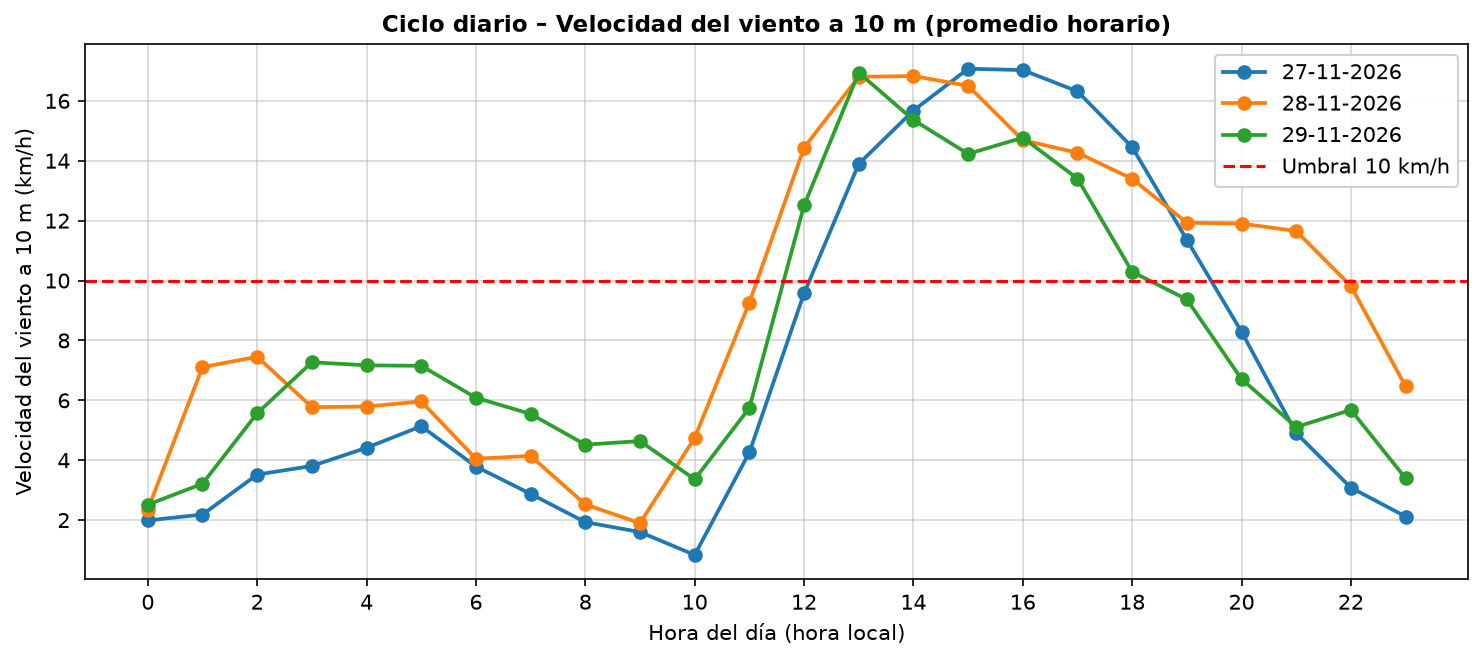 Ciclo diario – Velocidad del viento a 10 m (promedio horario)
Velocidad del viento a 10 m (km/h)
16
14
12
10
8
6
4
2
27-11-2026
28-11-2026
29-11-2026
Umbral 10 km/h
0 2 4 6 8 10 12 14 16 18 20 22
Hora del día (hora local)